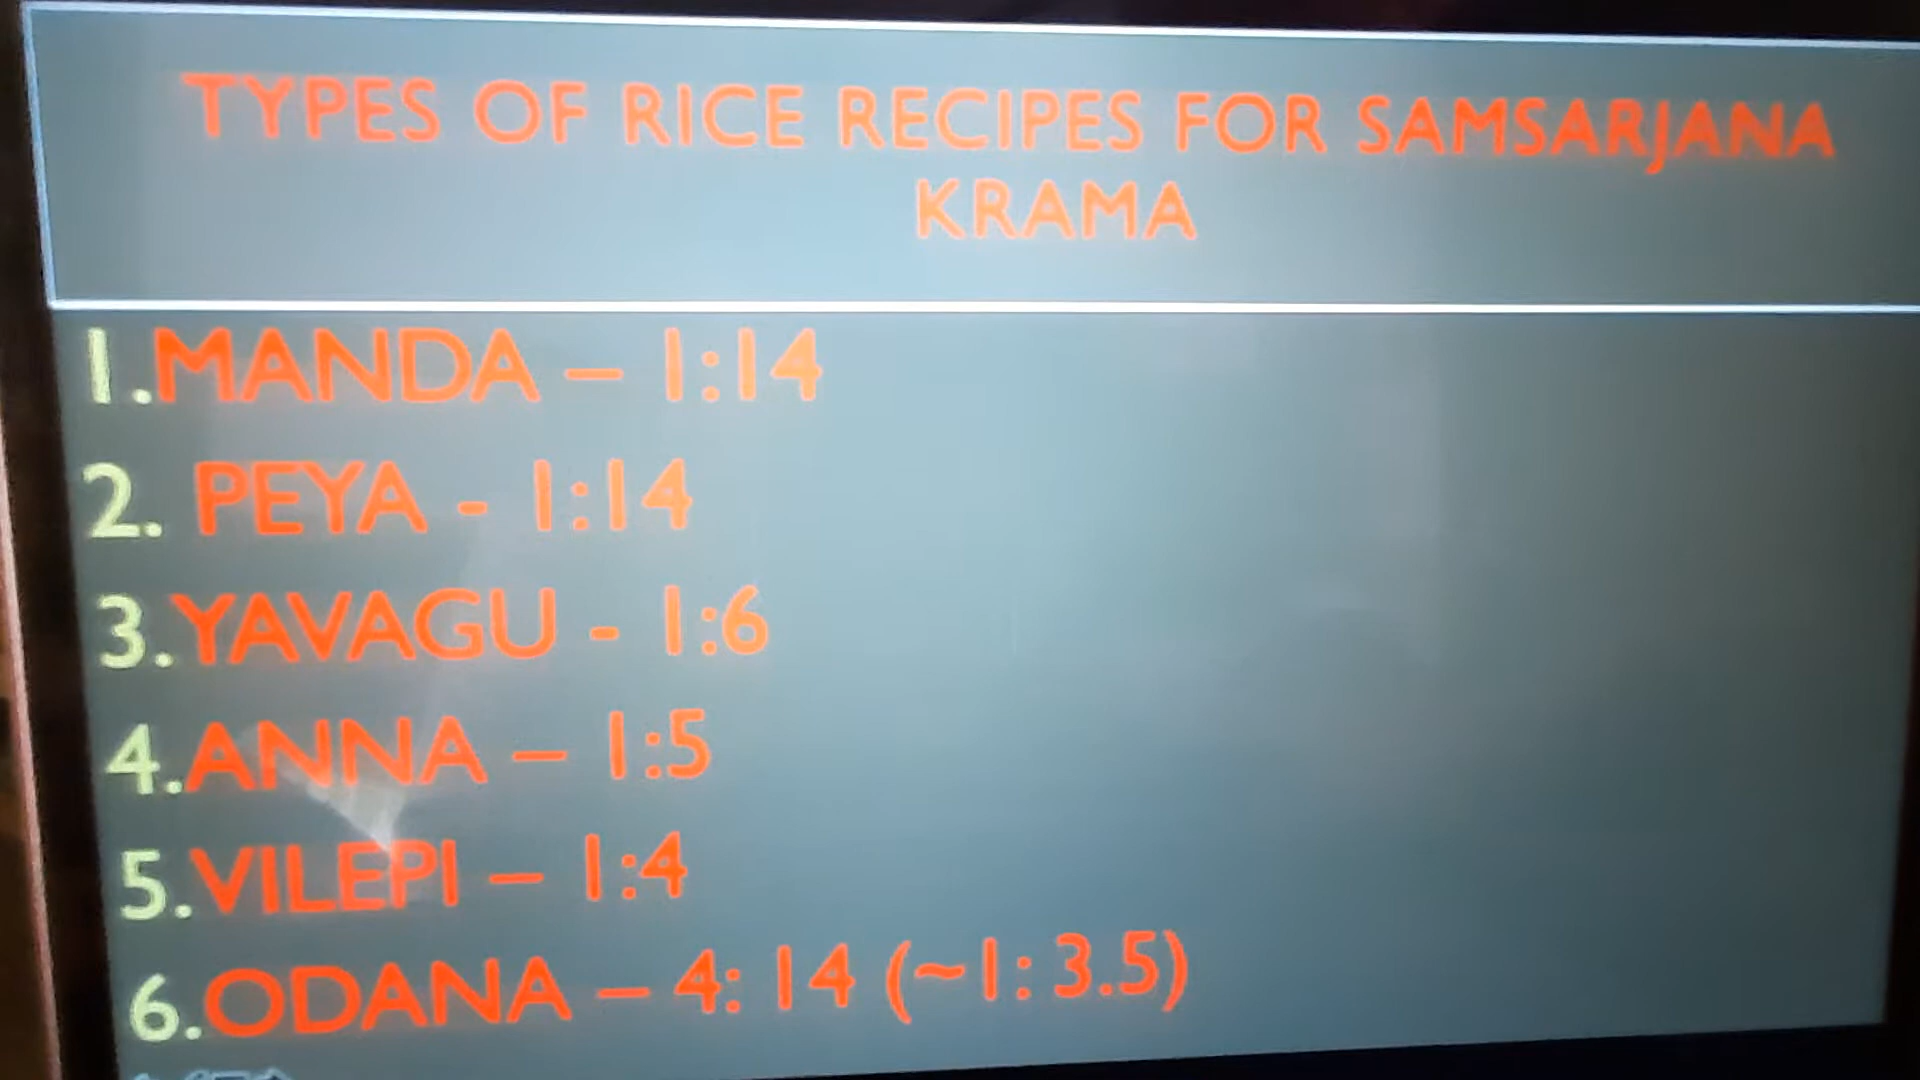 TYPES OF RICE RECIPES FOR SAMSARJANA
KRAMA
1.MANDA – 1:14
2. PEYA - 1:14
3.YAVAGU - 1:6
4.ANNA – 1:5
5.VILEPI – 1:4
6.ODANA – 4: 14 (~1: 3.5)